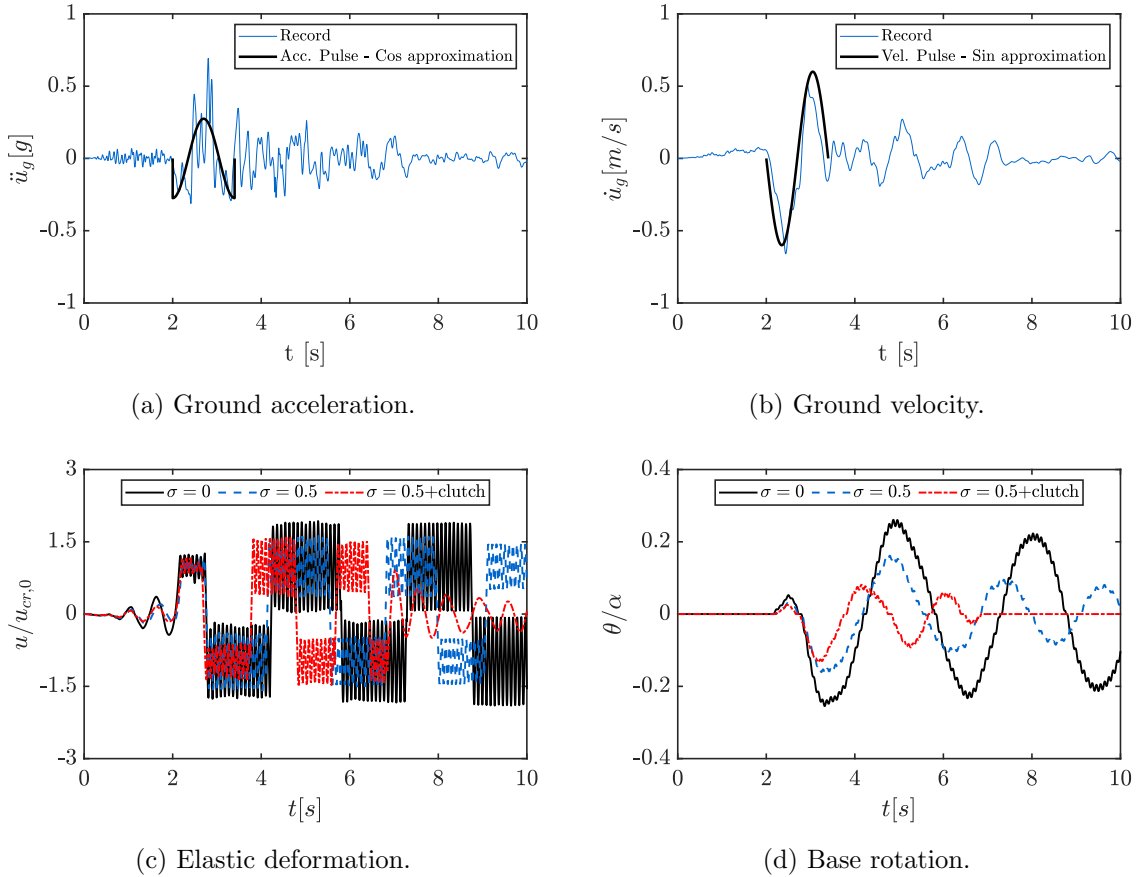 Record
Acc. Pulse - Cos approximation
1
0.5
0
-0.5
-1
ü_g[g]
0 2 4 6 8 10
t [s]
(a) Ground acceleration.
Record
Vel. Pulse - Sin approximation
1
0.5
0
-0.5
-1
u̇_g[m/s]
0 2 4 6 8 10
t [s]
(b) Ground velocity.
σ = 0 σ = 0.5 σ = 0.5+clutch
3
1.5
0
-1.5
-3
u/u_{cr,0}
0 2 4 6 8 10
t[s]
(c) Elastic deformation.
σ = 0 σ = 0.5 σ = 0.5+clutch
0.4
0.2
0
-0.2
-0.4
θ/α
0 2 4 6 8 10
t[s]
(d) Base rotation.